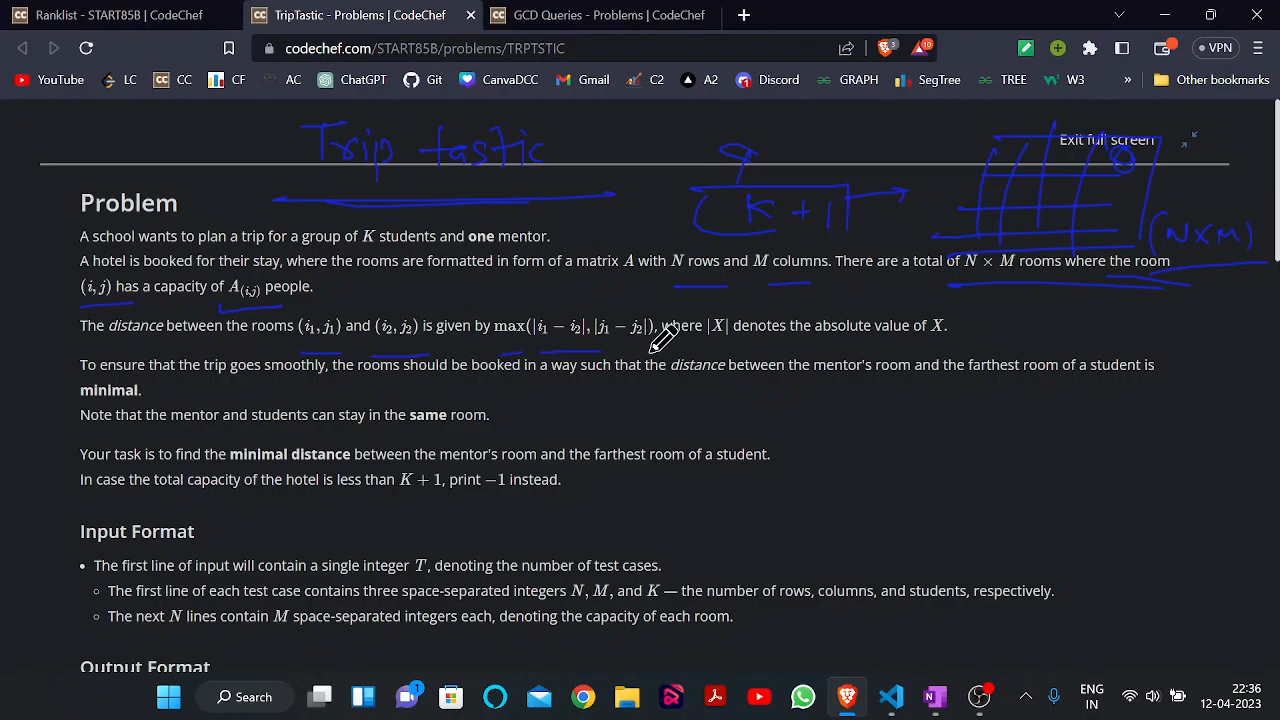 Ranklist - START85B | CodeChef
TripTastic - Problems | CodeChef
GCD Queries - Problems | CodeChef
codechef.com/START85B/problems/TRPTSTIC
3
10
VPN
YouTube LC CC CF AC ChatGPT Git CanvaDCC Gmail C2 A2 Discord GRAPH SegTree TREE W3 » Other bookmarks
Exit full screen
Trip tastic
(K+1)
(N×M)
Problem
A school wants to plan a trip for a group of K students and one mentor.
A hotel is booked for their stay, where the rooms are formatted in form of a matrix A with N rows and M columns. There are a total of N × M rooms where the room
(i, j) has a capacity of A(i,j) people.
The distance between the rooms (i1, j1) and (i2, j2) is given by max(|i1 − i2|, |j1 − j2|), where |X| denotes the absolute value of X.
To ensure that the trip goes smoothly, the rooms should be booked in a way such that the distance between the mentor's room and the farthest room of a student is
minimal.
Note that the mentor and students can stay in the same room.
Your task is to find the minimal distance between the mentor's room and the farthest room of a student.
In case the total capacity of the hotel is less than K + 1, print −1 instead.
Input Format
• The first line of input will contain a single integer T, denoting the number of test cases.
○ The first line of each test case contains three space-separated integers N, M, and K — the number of rows, columns, and students, respectively.
○ The next N lines contain M space-separated integers each, denoting the capacity of each room.
Output Format
Search
1
ENG
IN
22:36
12-04-2023